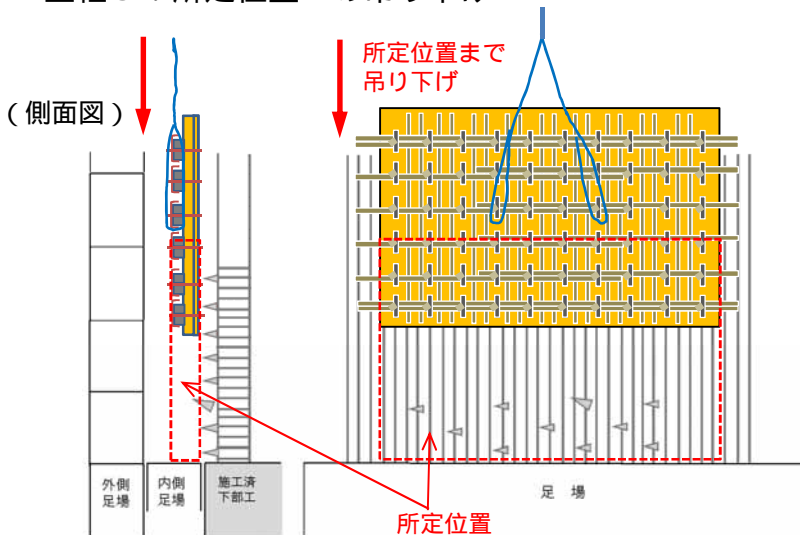 所定位置まで
吊り下げ
(側面図)
外側
足場
内側
足場
施工済
下部工
足 場
所定位置